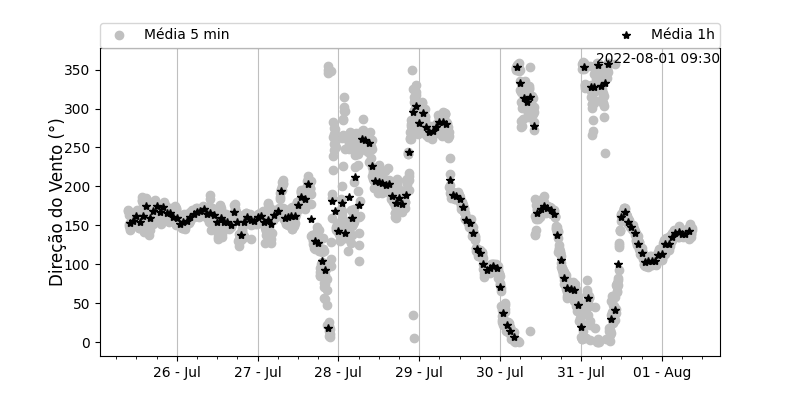 Média 5 min
Média 1h
2022-08-01 09:30
Direção do Vento (°)
350
300
250
200
150
100
50
0
26 - Jul
27 - Jul
28 - Jul
29 - Jul
30 - Jul
31 - Jul
01 - Aug